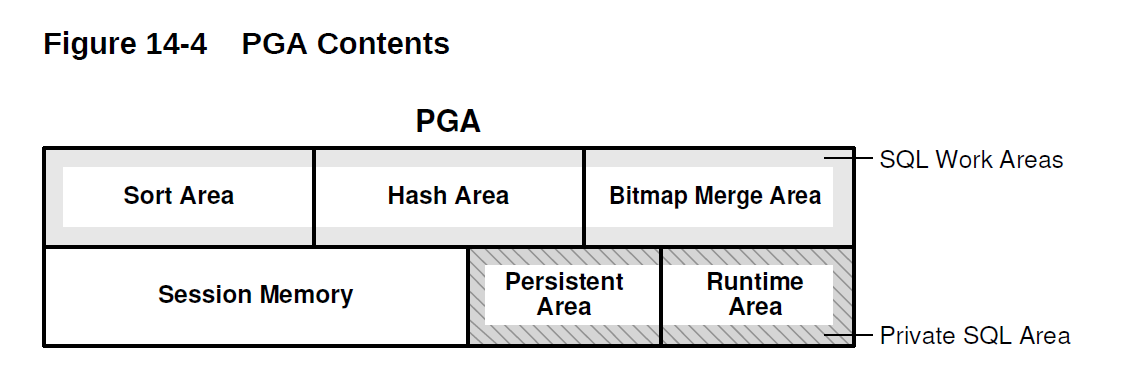 Figure 14-4 PGA Contents
PGA
SQL Work Areas
Sort Area
Hash Area
Bitmap Merge Area
Session Memory
Persistent
Area
Runtime
Area
Private SQL Area